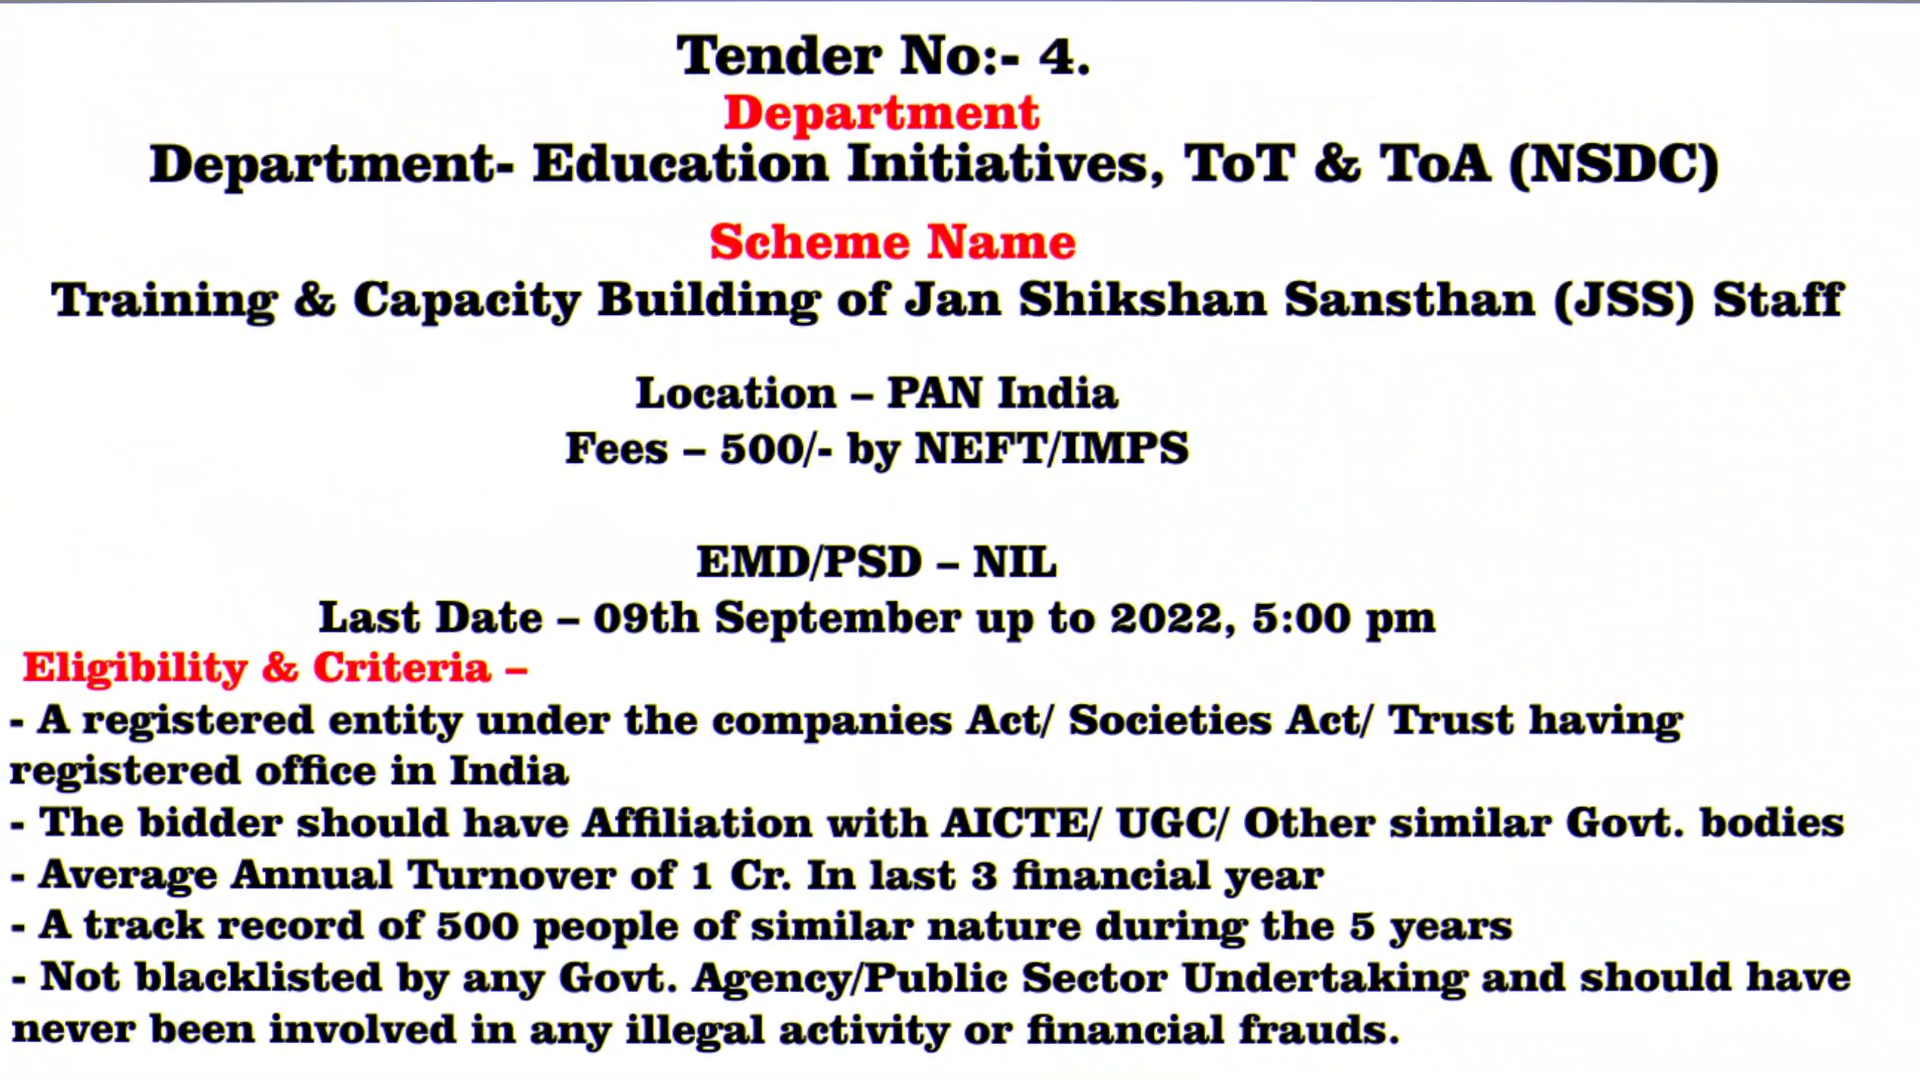 Tender No:- 4.
Department
Department- Education Initiatives, ToT & ToA (NSDC)
Scheme Name
Training & Capacity Building of Jan Shikshan Sansthan (JSS) Staff
Location – PAN India
Fees – 500/- by NEFT/IMPS
EMD/PSD – NIL
Last Date – 09th September up to 2022, 5:00 pm
Eligibility & Criteria –
- A registered entity under the companies Act/ Societies Act/ Trust having
registered office in India
- The bidder should have Affiliation with AICTE/ UGC/ Other similar Govt. bodies
- Average Annual Turnover of 1 Cr. In last 3 financial year
- A track record of 500 people of similar nature during the 5 years
- Not blacklisted by any Govt. Agency/Public Sector Undertaking and should have
never been involved in any illegal activity or financial frauds.